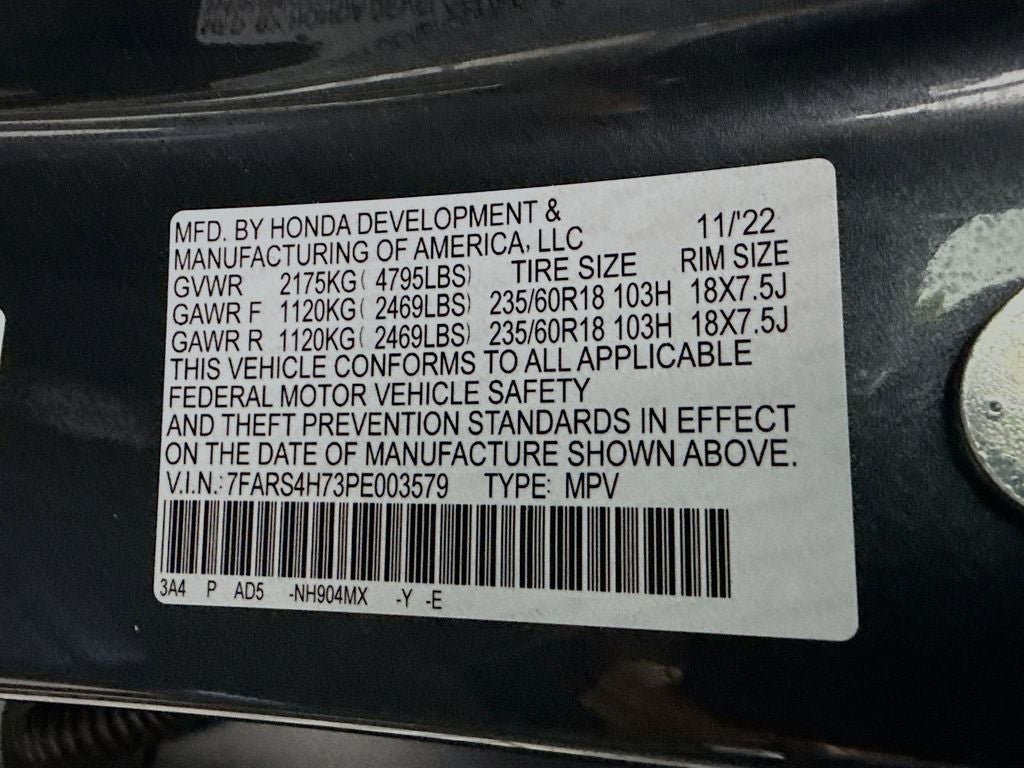 MFD. BY HONDA DEVELOPMENT & 11/'22
MANUFACTURING OF AMERICA, LLC
GVWR 2175KG( 4795LBS) TIRE SIZE RIM SIZE
GAWR F 1120KG( 2469LBS) 235/60R18 103H 18X7.5J
GAWR R 1120KG( 2469LBS) 235/60R18 103H 18X7.5J
THIS VEHICLE CONFORMS TO ALL APPLICABLE
FEDERAL MOTOR VEHICLE SAFETY
AND THEFT PREVENTION STANDARDS IN EFFECT
ON THE DATE OF MANUFACTURE SHOWN ABOVE.
V.I.N.: 7FARS4H73PE003579 TYPE: MPV
3A4 P AD5 -NH904MX -Y -E